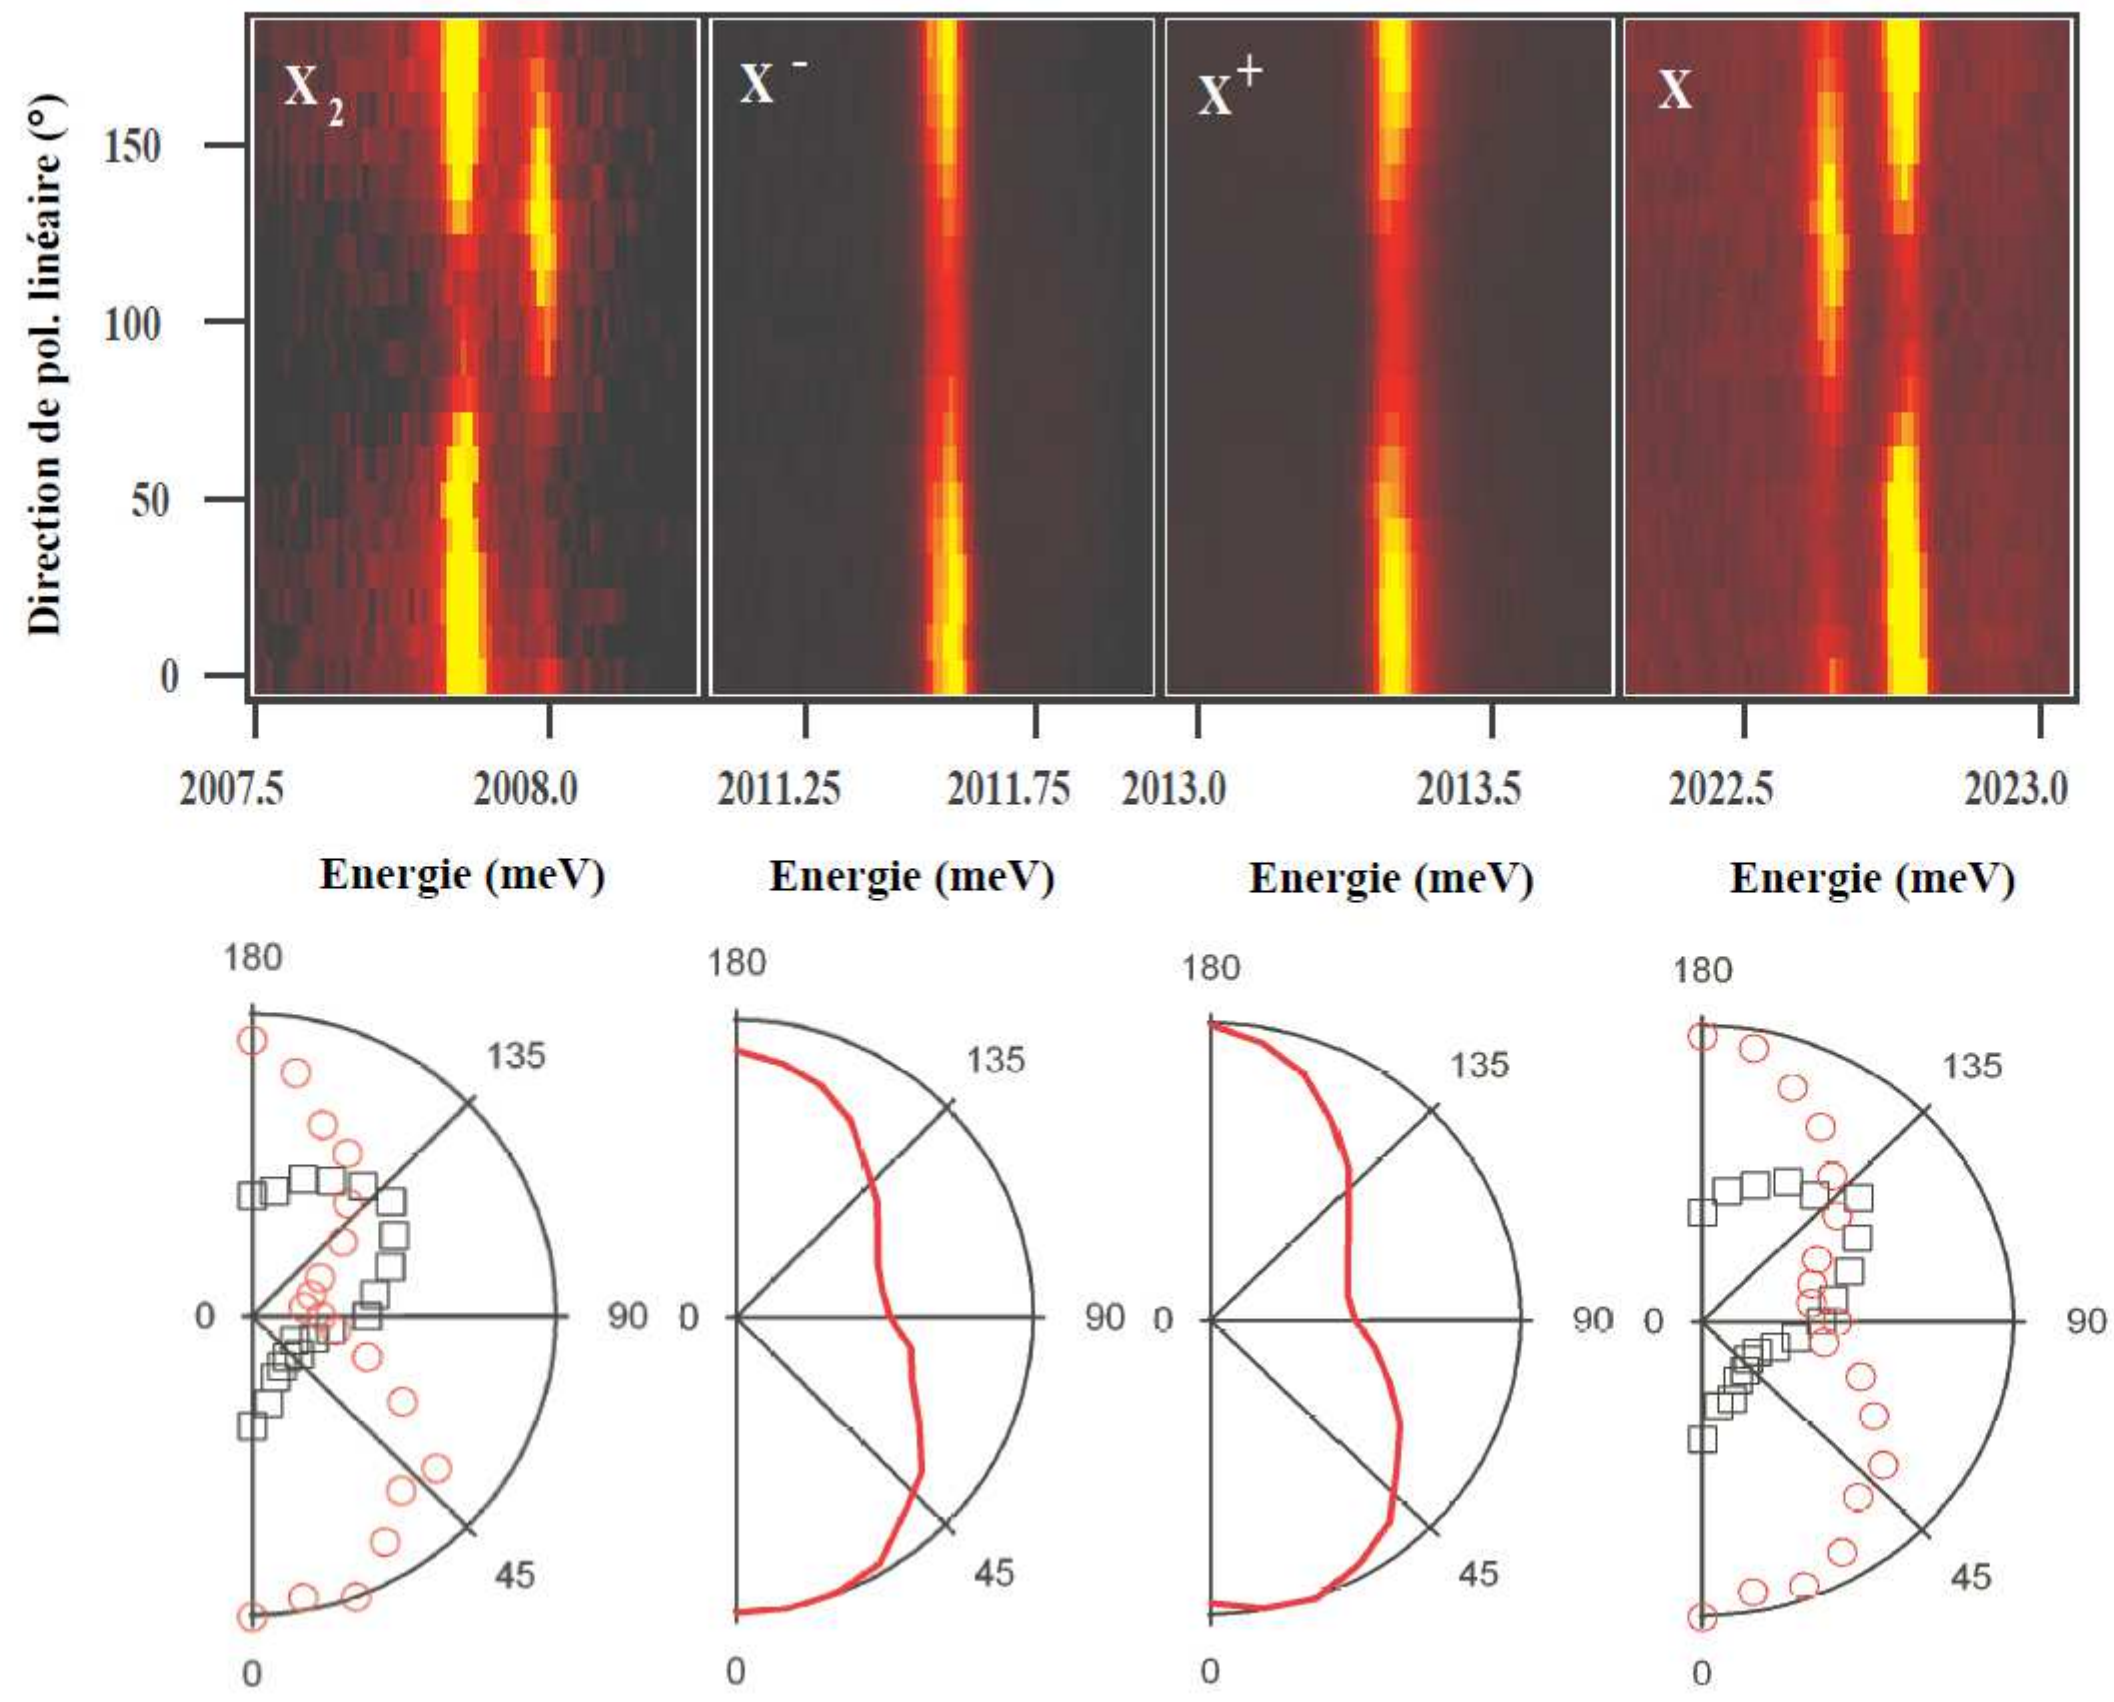 Direction de pol. linéaire (°)
X2
X-
X+
X
150
100
50
0
2007.5 2008.0 2011.25 2011.75 2013.0 2013.5 2022.5 2023.0
Energie (meV) Energie (meV) Energie (meV) Energie (meV)
180 180 180 180
135 135 135 135
0 90 0 90 0 90 0 90
45 45 45 45
0 0 0 0